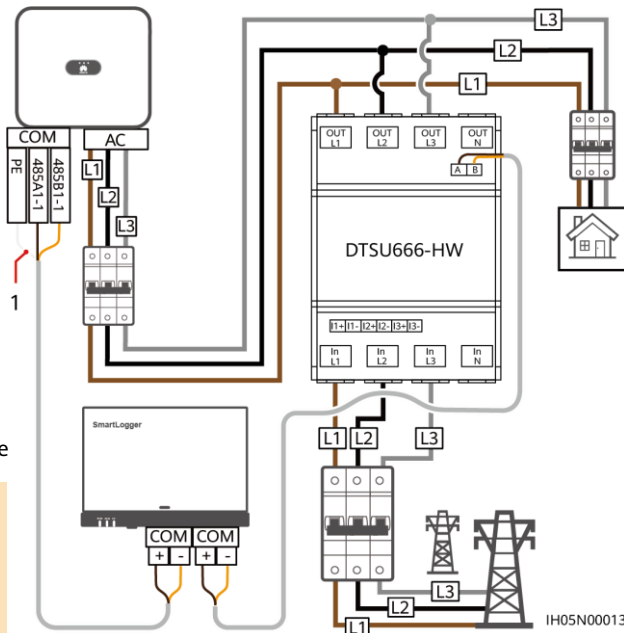 L3
L2
L1
COM
AC
PE
485A1-1
485B1-1
L1
L2
L3
1
OUT L1
OUT L2
OUT L3
OUT N
A B
DTSU666-HW
I1+ I1- I2+ I2- I3+ I3-
In L1
In L2
In L3
In N
SmartLogger
e
COM COM
+ - + -
L1
L2
L3
L3
L2
L1
IH05N00013